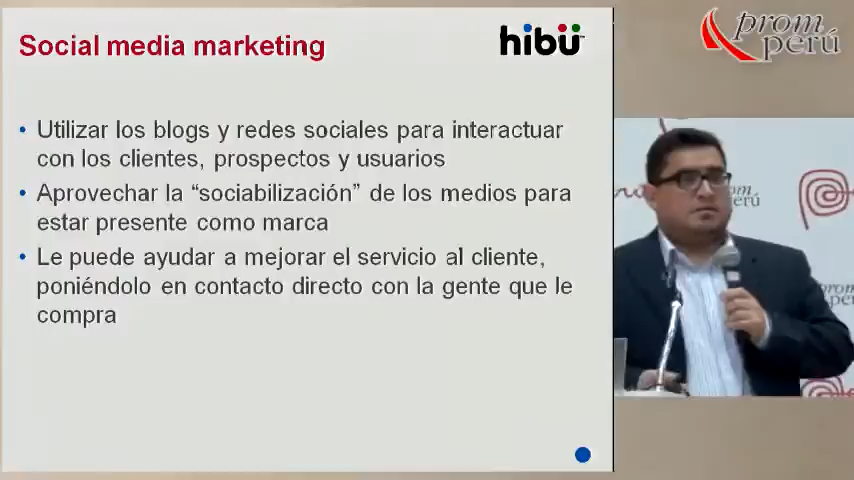 Social media marketing
hibü
prom
perú
• Utilizar los blogs y redes sociales para interactuar
con los clientes, prospectos y usuarios
• Aprovechar la “sociabilización” de los medios para
estar presente como marca
• Le puede ayudar a mejorar el servicio al cliente,
poniéndolo en contacto directo con la gente que le
compra